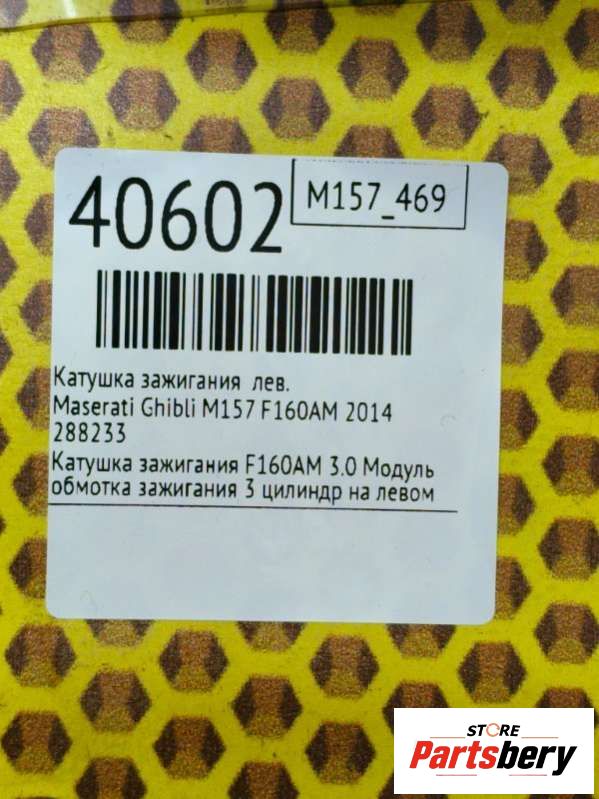 40602
M157_469
Катушка зажигания лев.
Maserati Ghibli M157 F160AM 2014
288233
Катушка зажигания F160AM 3.0 Модуль
обмотка зажигания 3 цилиндр на левом
STORE
Partsbery